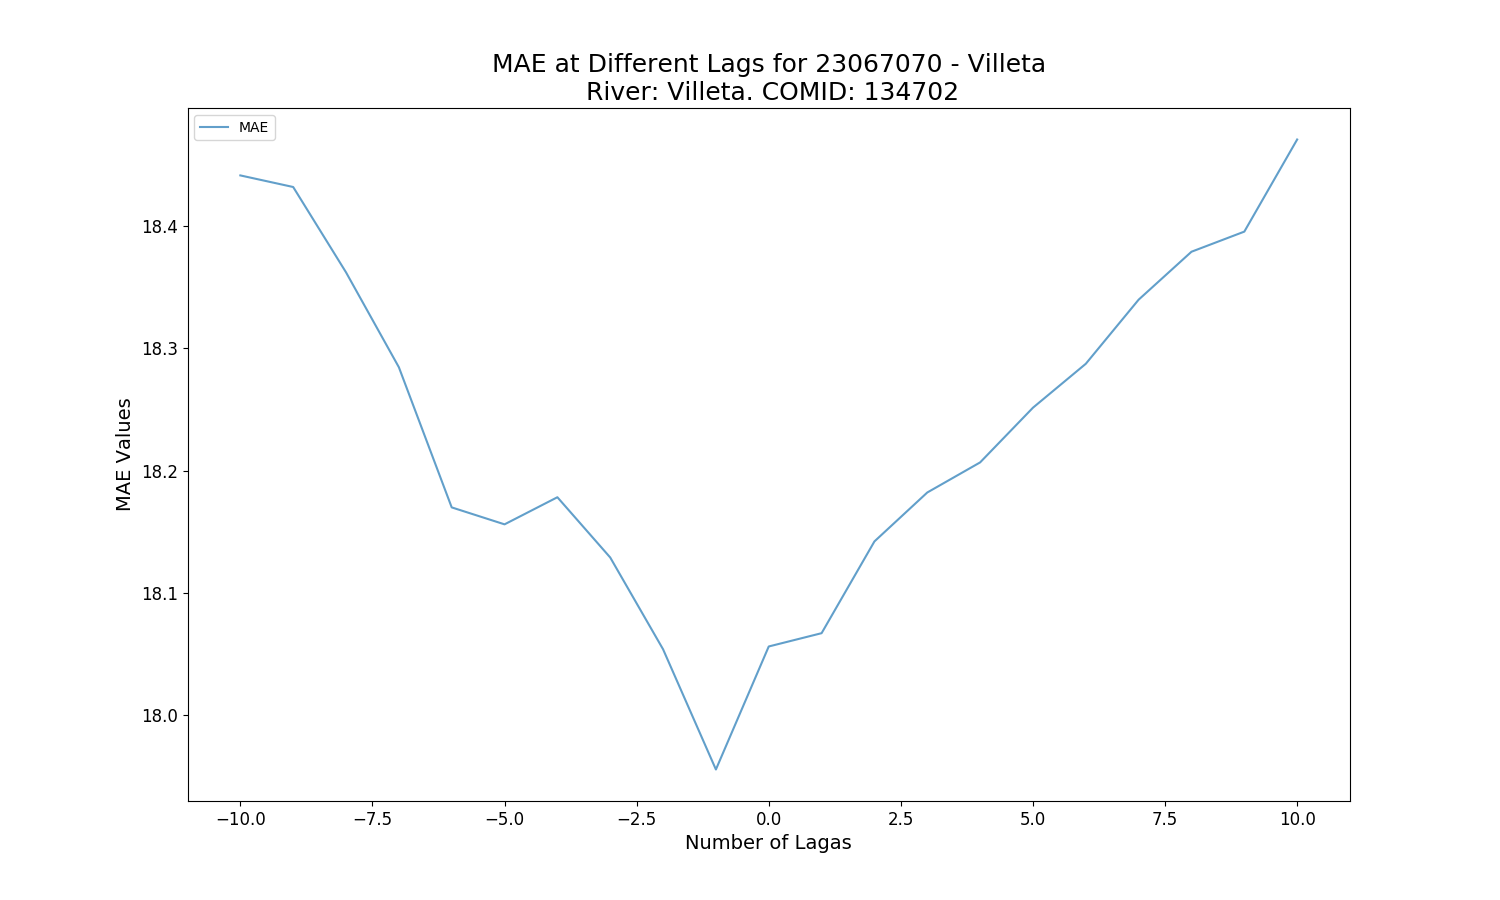 MAE at Different Lags for 23067070 - Villeta
River: Villeta. COMID: 134702
MAE
18.4
18.3
18.2
18.1
18.0
MAE Values
−10.0 −7.5 −5.0 −2.5 0.0 2.5 5.0 7.5 10.0
Number of Lagas